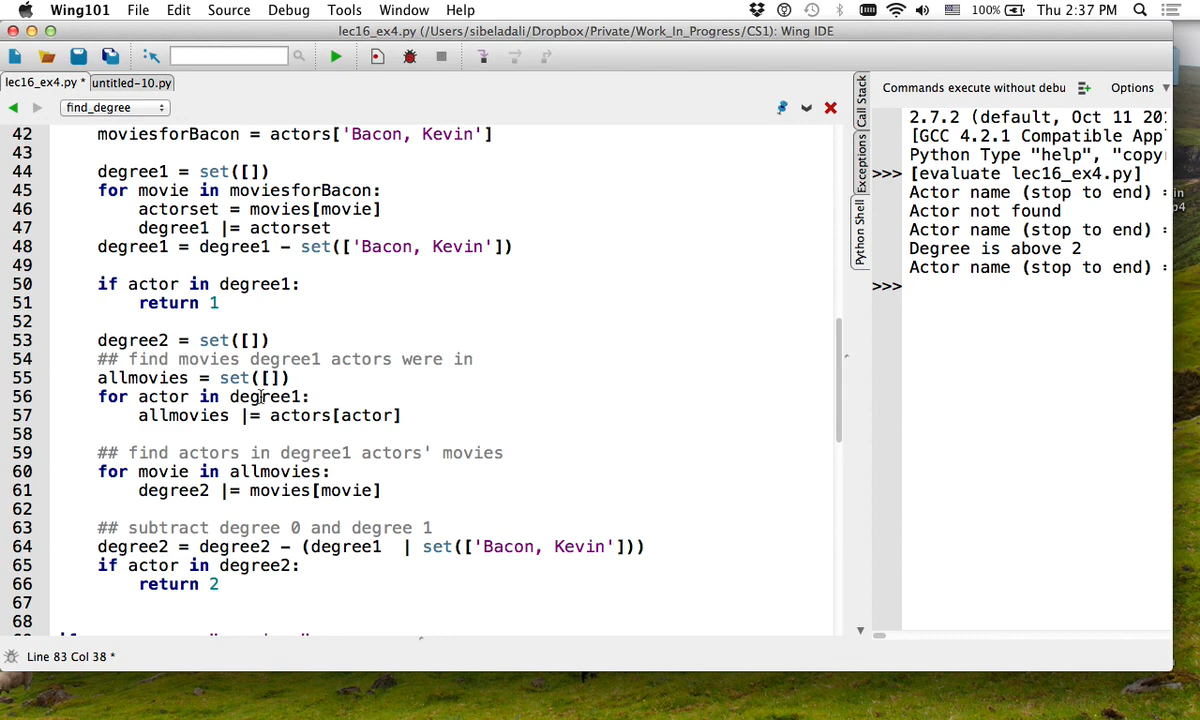 Wing101 File Edit Source Debug Tools Window Help 100% Thu 2:37 PM
lec16_ex4.py (/Users/sibeladali/Dropbox/Private/Work_In_Progress/CS1): Wing IDE
lec16_ex4.py * untitled-10.py
find_degree
42 moviesforBacon = actors['Bacon, Kevin']
43
44 degree1 = set([])
45 for movie in moviesforBacon:
46 actorset = movies[movie]
47 degree1 |= actorset
48 degree1 = degree1 - set(['Bacon, Kevin'])
49
50 if actor in degree1:
51 return 1
52
53 degree2 = set([])
54 ## find movies degree1 actors were in
55 allmovies = set([])
56 for actor in degree1:
57 allmovies |= actors[actor]
58
59 ## find actors in degree1 actors' movies
60 for movie in allmovies:
61 degree2 |= movies[movie]
62
63 ## subtract degree 0 and degree 1
64 degree2 = degree2 - (degree1 | set(['Bacon, Kevin']))
65 if actor in degree2:
66 return 2
67
68
Line 83 Col 38 *
Call Stack
Exceptions
Python Shell
Commands execute without debu Options
2.7.2 (default, Oct 11 20
[GCC 4.2.1 Compatible App
Python Type "help", "copy
>>> [evaluate lec16_ex4.py]
Actor name (stop to end) =
Actor not found
Actor name (stop to end) =
Degree is above 2
Actor name (stop to end) =
>>>